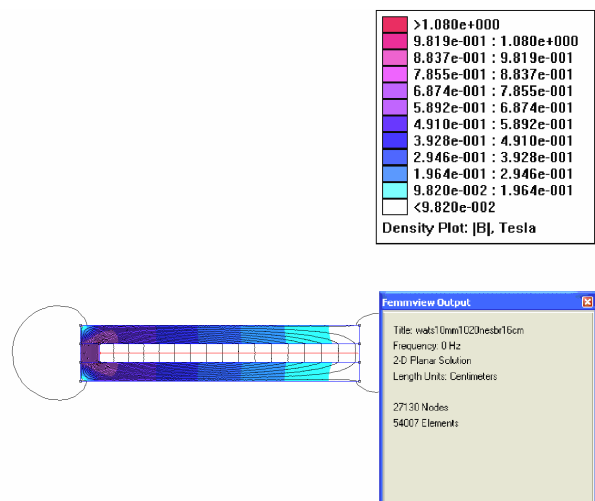 >1.080e+000
9.819e-001 : 1.080e+000
8.837e-001 : 9.819e-001
7.855e-001 : 8.837e-001
6.874e-001 : 7.855e-001
5.892e-001 : 6.874e-001
4.910e-001 : 5.892e-001
3.928e-001 : 4.910e-001
2.946e-001 : 3.928e-001
1.964e-001 : 2.946e-001
9.820e-002 : 1.964e-001
<9.820e-002
Density Plot: |B|, Tesla
Femmview Output
Title: wats10mm1020nesbr16cm
Frequency: 0 Hz
2-D Planar Solution
Length Units: Centimeters
27130 Nodes
54007 Elements